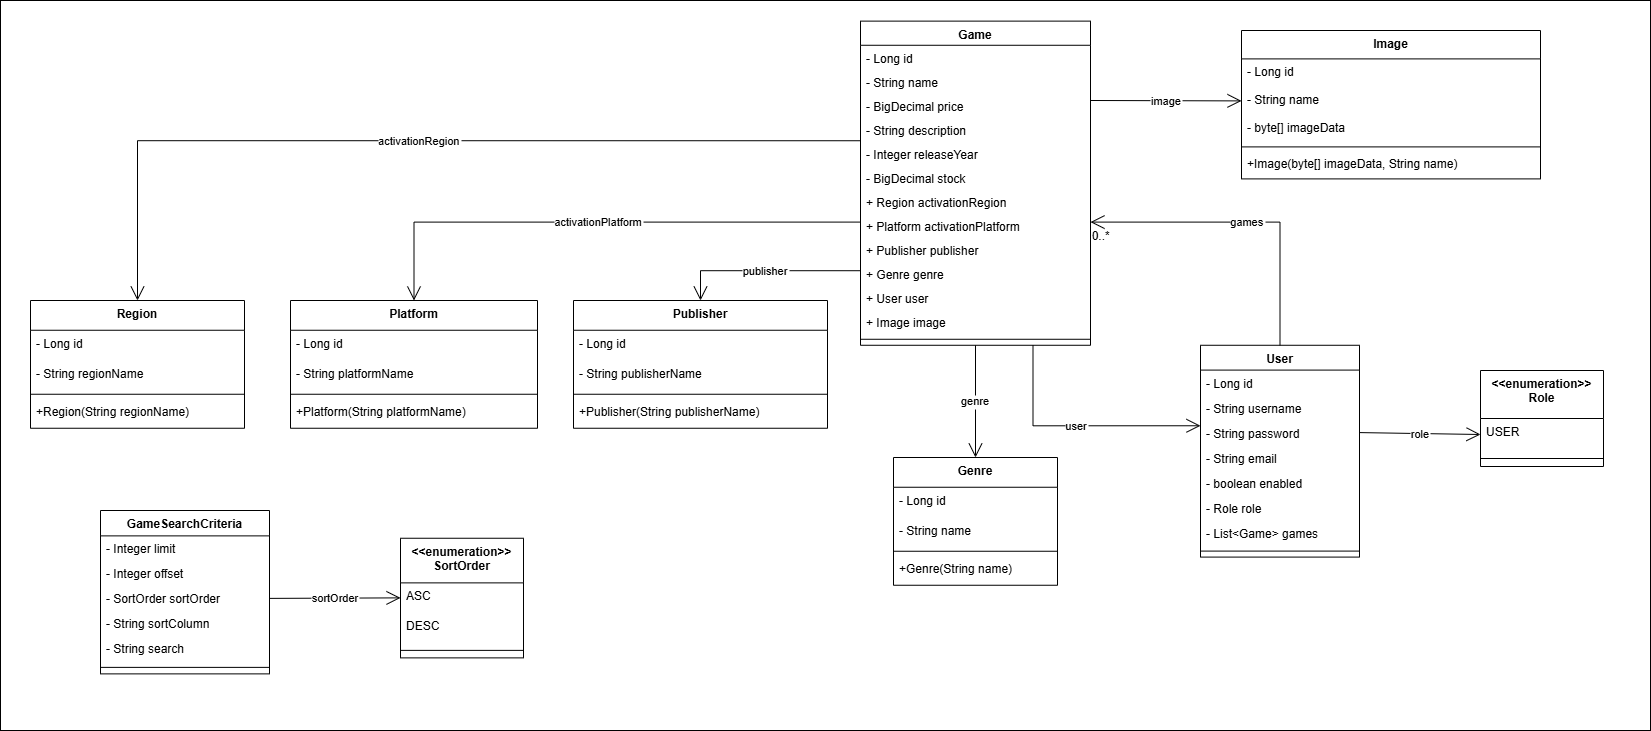 Game
- Long id
- String name
- BigDecimal price
- String description
- Integer releaseYear
- BigDecimal stock
+ Region activationRegion
+ Platform activationPlatform
+ Publisher publisher
+ Genre genre
+ User user
+ Image image
Image
- Long id
- String name
- byte[] imageData
+Image(byte[] imageData, String name)
image
activationRegion
activationPlatform
publisher
games
0..*
Region
- Long id
- String regionName
+Region(String regionName)
Platform
- Long id
- String platformName
+Platform(String platformName)
Publisher
- Long id
- String publisherName
+Publisher(String publisherName)
genre
user
User
- Long id
- String username
- String password
- String email
- boolean enabled
- Role role
- List<Game> games
role
<<enumeration>>
Role
USER
Genre
- Long id
- String name
+Genre(String name)
GameSearchCriteria
- Integer limit
- Integer offset
- SortOrder sortOrder
- String sortColumn
- String search
sortOrder
<<enumeration>>
SortOrder
ASC
DESC